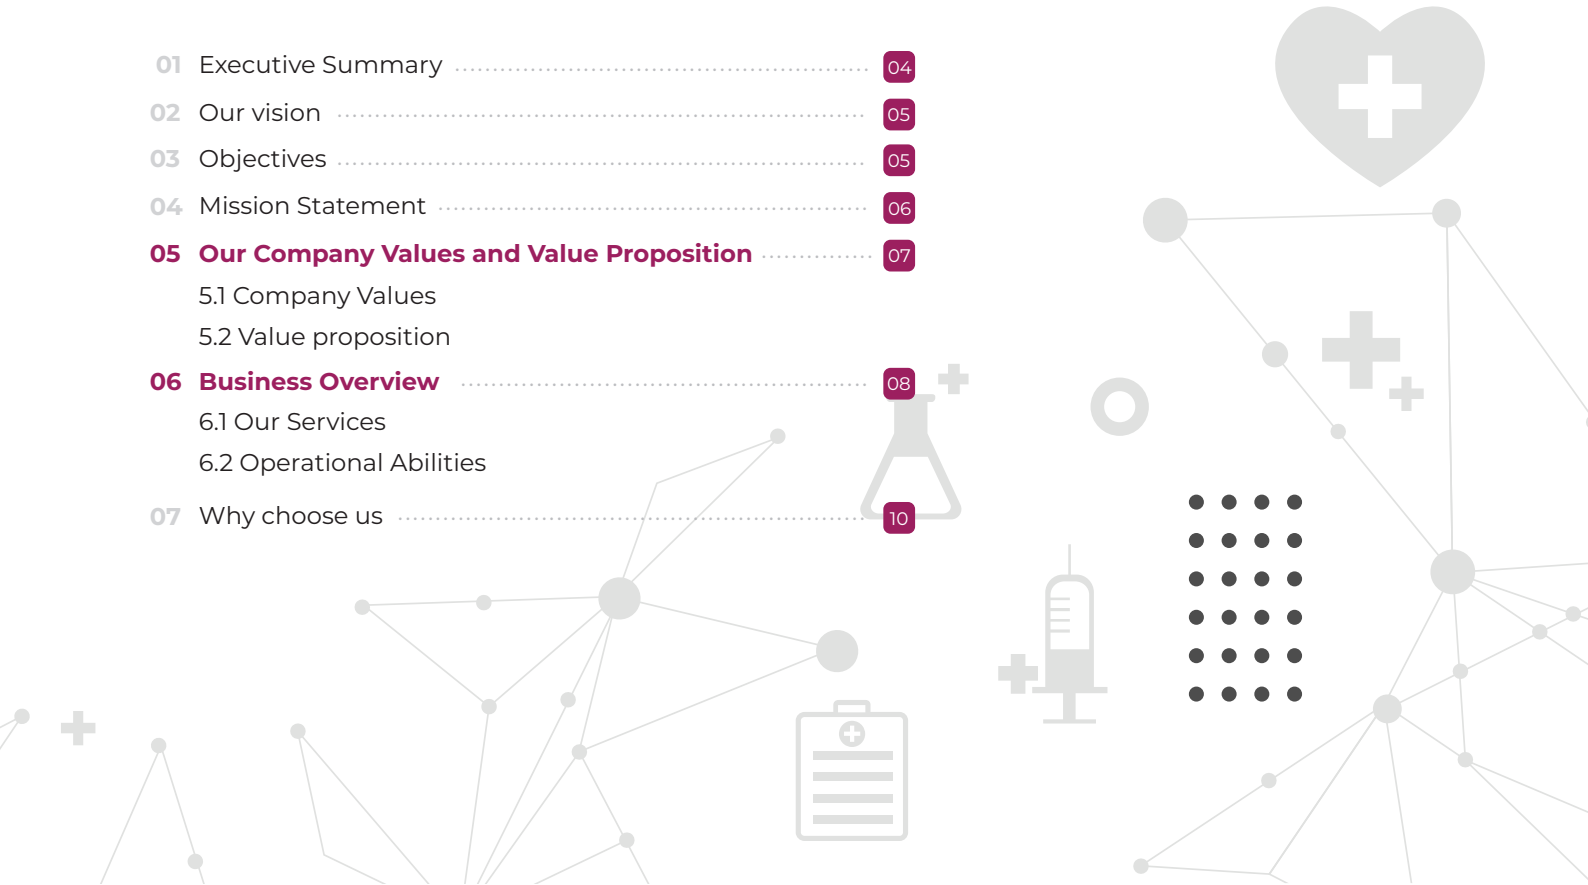 01 Executive Summary 04
02 Our vision 05
03 Objectives 05
04 Mission Statement 06
05 Our Company Values and Value Proposition 07
5.1 Company Values
5.2 Value proposition
06 Business Overview 08
6.1 Our Services
6.2 Operational Abilities
07 Why choose us 10